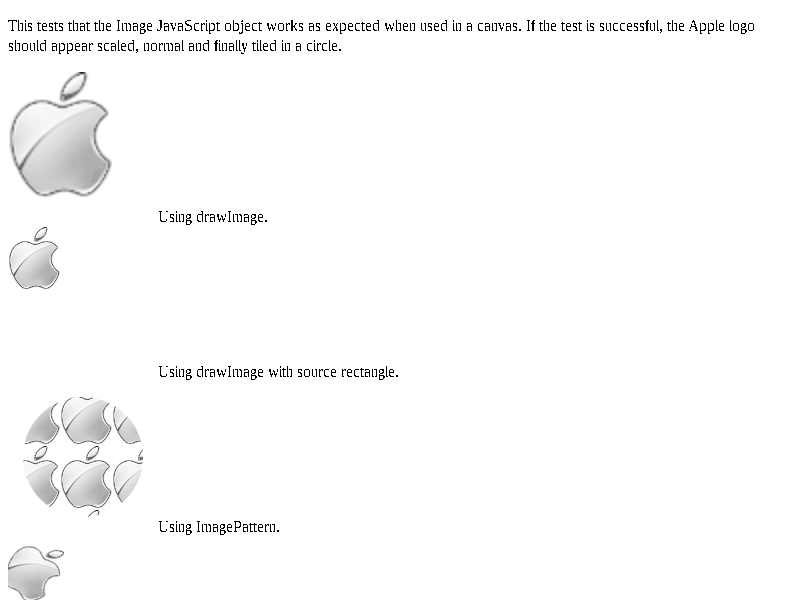 This tests that the Image JavaScript object works as expected when used in a canvas. If the test is successful, the Apple logo
should appear scaled, normal and finally tiled in a circle.
Using drawImage.
Using drawImage with source rectangle.
Using ImagePattern.